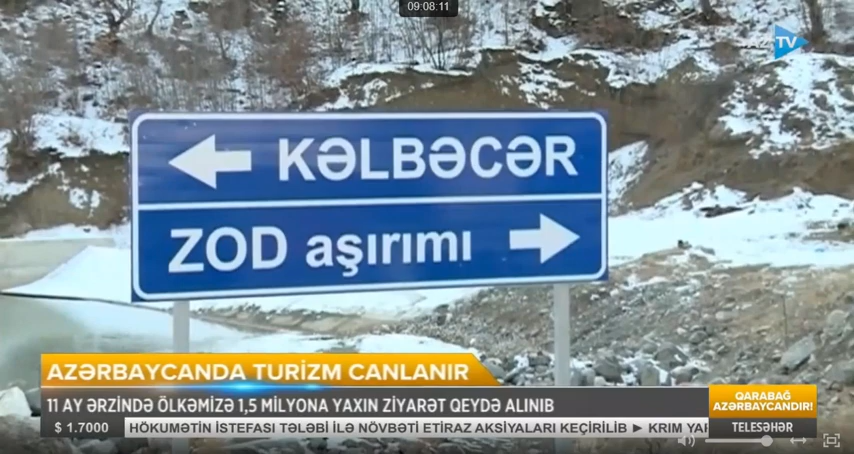 09:08:11
AZTV
KƏLBƏCƏR
ZOD aşırımı
AZƏRBAYCANDA TURİZM CANLANIR
11 AY ƏRZİNDƏ ÖLKƏMİZƏ 1,5 MİLYONA YAXIN ZİYARƏT QEYDƏ ALINIB
QARABAĞ
AZƏRBAYCANDIR!
$ 1.7000
HÖKUMƏTİN İSTEFASI TƏLƏBİ İLƏ NÖVBƏTİ ETİRAZ AKSİYALARI KEÇİRİLİB ► KRIM
TELESƏHƏR